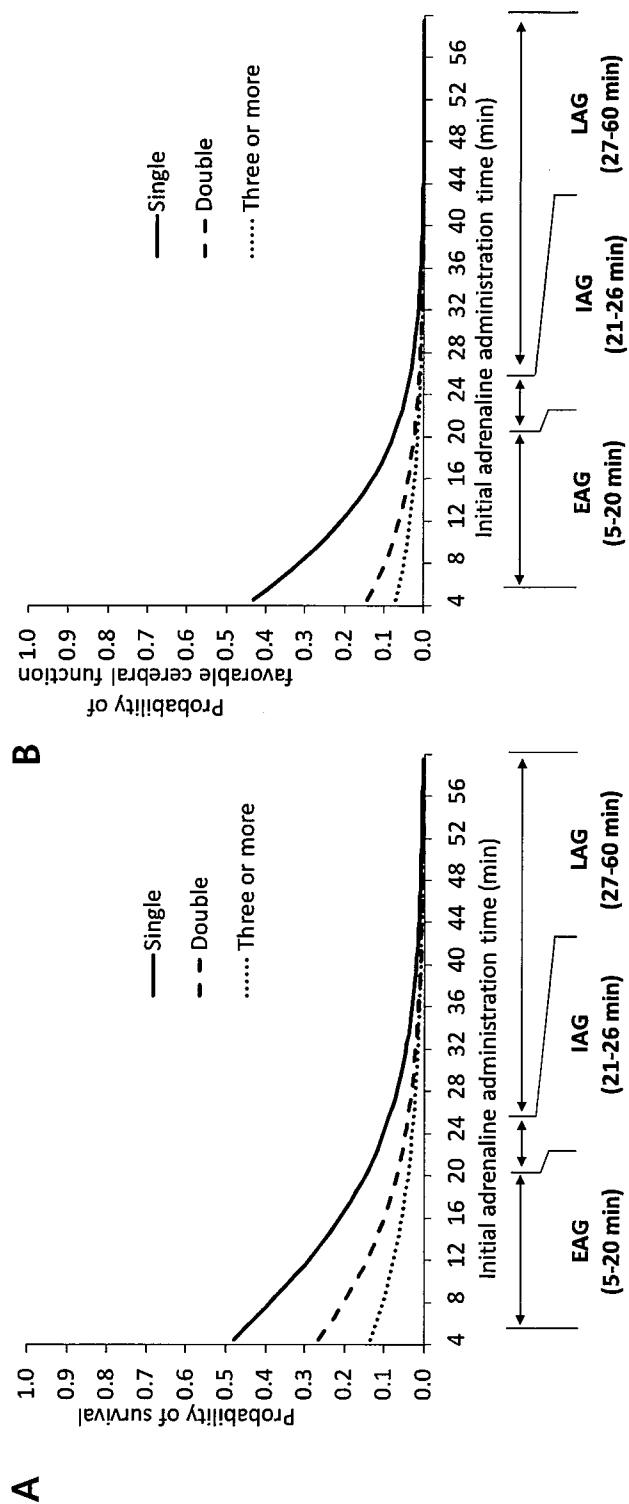 A
Probability of survival
1.0
0.9
0.8
0.7
0.6
0.5
0.4
0.3
0.2
0.1
0.0
Single
Double
Three or more
4 8 12 16 20 24 28 32 36 40 44 48 52 56
Initial adrenaline administration time (min)
EAG
(5-20 min)
IAG
(21-26 min)
LAG
(27-60 min)
B
Probability of
favorable cerebral function
1.0
0.9
0.8
0.7
0.6
0.5
0.4
0.3
0.2
0.1
0.0
Single
Double
Three or more
4 8 12 16 20 24 28 32 36 40 44 48 52 56
Initial adrenaline administration time (min)
EAG
(5-20 min)
IAG
(21-26 min)
LAG
(27-60 min)